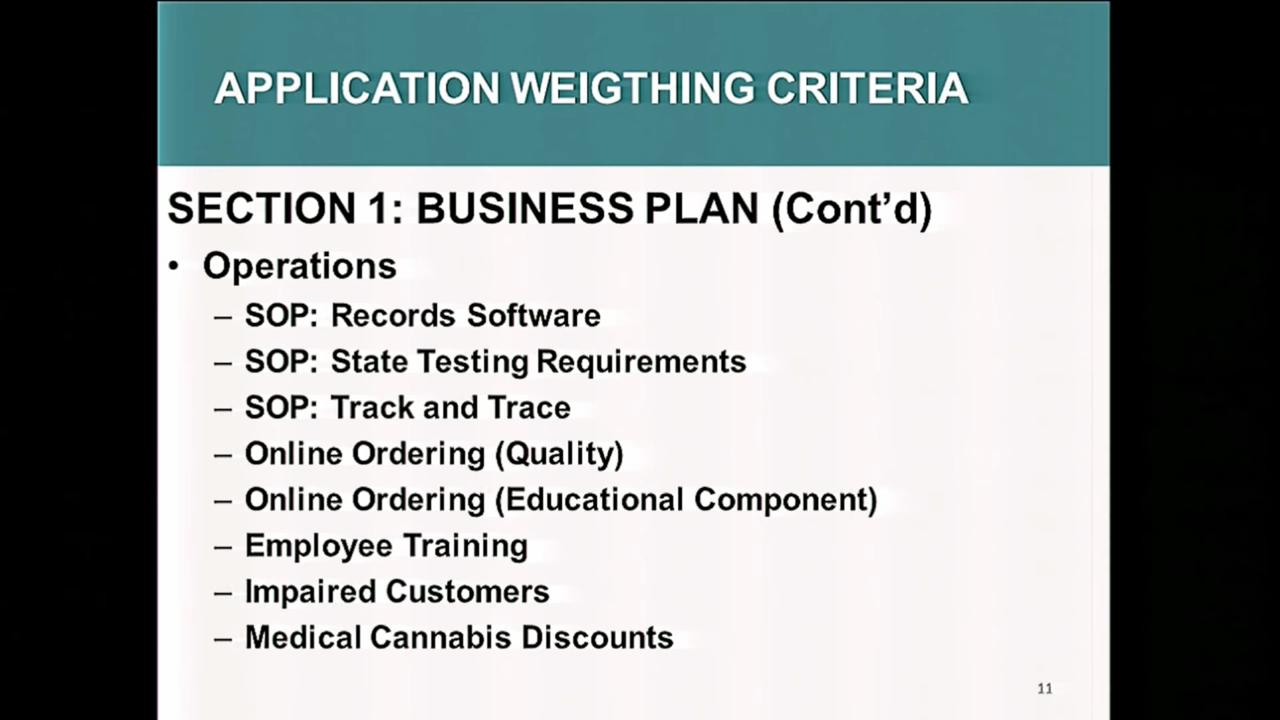 APPLICATION WEIGTHING CRITERIA
SECTION 1: BUSINESS PLAN (Cont’d)
• Operations
– SOP: Records Software
– SOP: State Testing Requirements
– SOP: Track and Trace
– Online Ordering (Quality)
– Online Ordering (Educational Component)
– Employee Training
– Impaired Customers
– Medical Cannabis Discounts
11